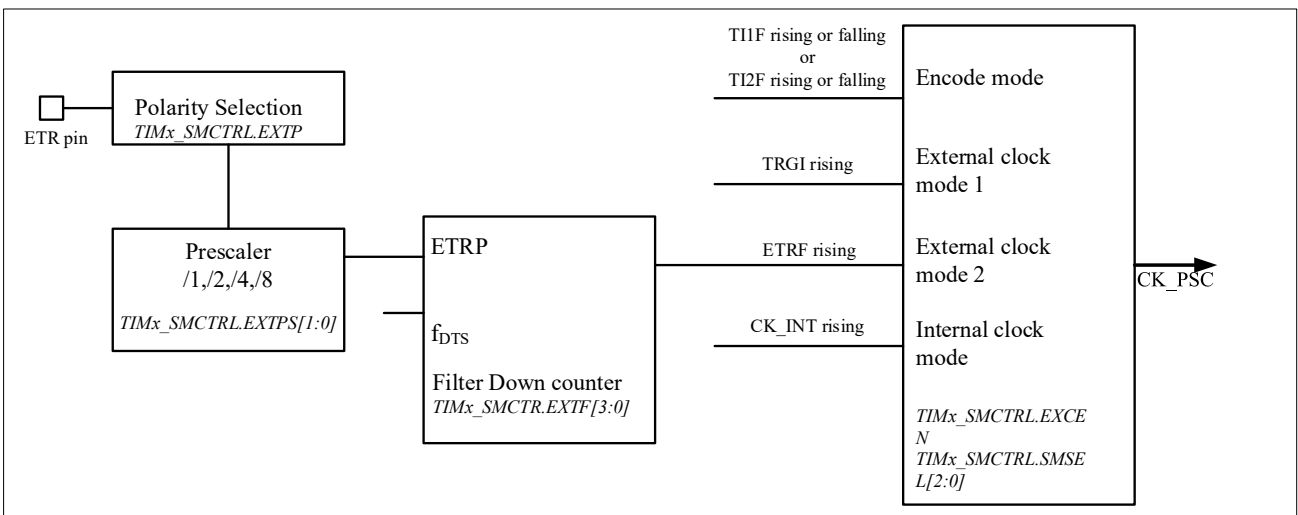 ETR pin
Polarity Selection
TIMx_SMCTRL.EXTP
Prescaler
/1,/2,/4,/8
TIMx_SMCTRL.EXTPS[1:0]
ETRP
fDTS
Filter Down counter
TIMx_SMCTR.EXTF[3:0]
TI1F rising or falling
or
TI2F rising or falling
TRGI rising
ETRF rising
CK_INT rising
Encode mode
External clock
mode 1
External clock
mode 2
Internal clock
mode
TIMx_SMCTRL.EXCE
N
TIMx_SMCTRL.SMSE
L[2:0]
CK_PSC